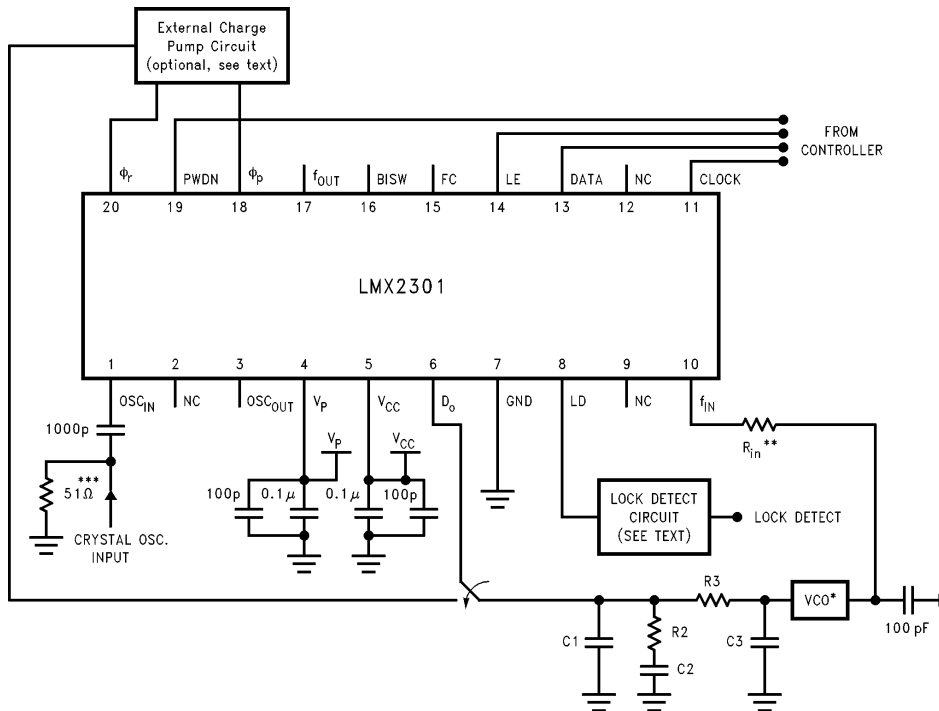 External Charge
Pump Circuit
(optional, see text)
FROM
CONTROLLER
ϕr PWDN ϕp fOUT BISW FC LE DATA NC CLOCK
20 19 18 17 16 15 14 13 12 11
LMX2301
1 2 3 4 5 6 7 8 9 10
OSCIN NC OSCOUT VP VCC Do GND LD NC fIN
1000p
VP VCC
Rin**
51Ω ***
100p 0.1μ 0.1μ 100p
LOCK DETECT
CIRCUIT
(SEE TEXT)
LOCK DETECT
CRYSTAL OSC.
INPUT
R3
VCO*
100 pF
C1 R2 C3
C2